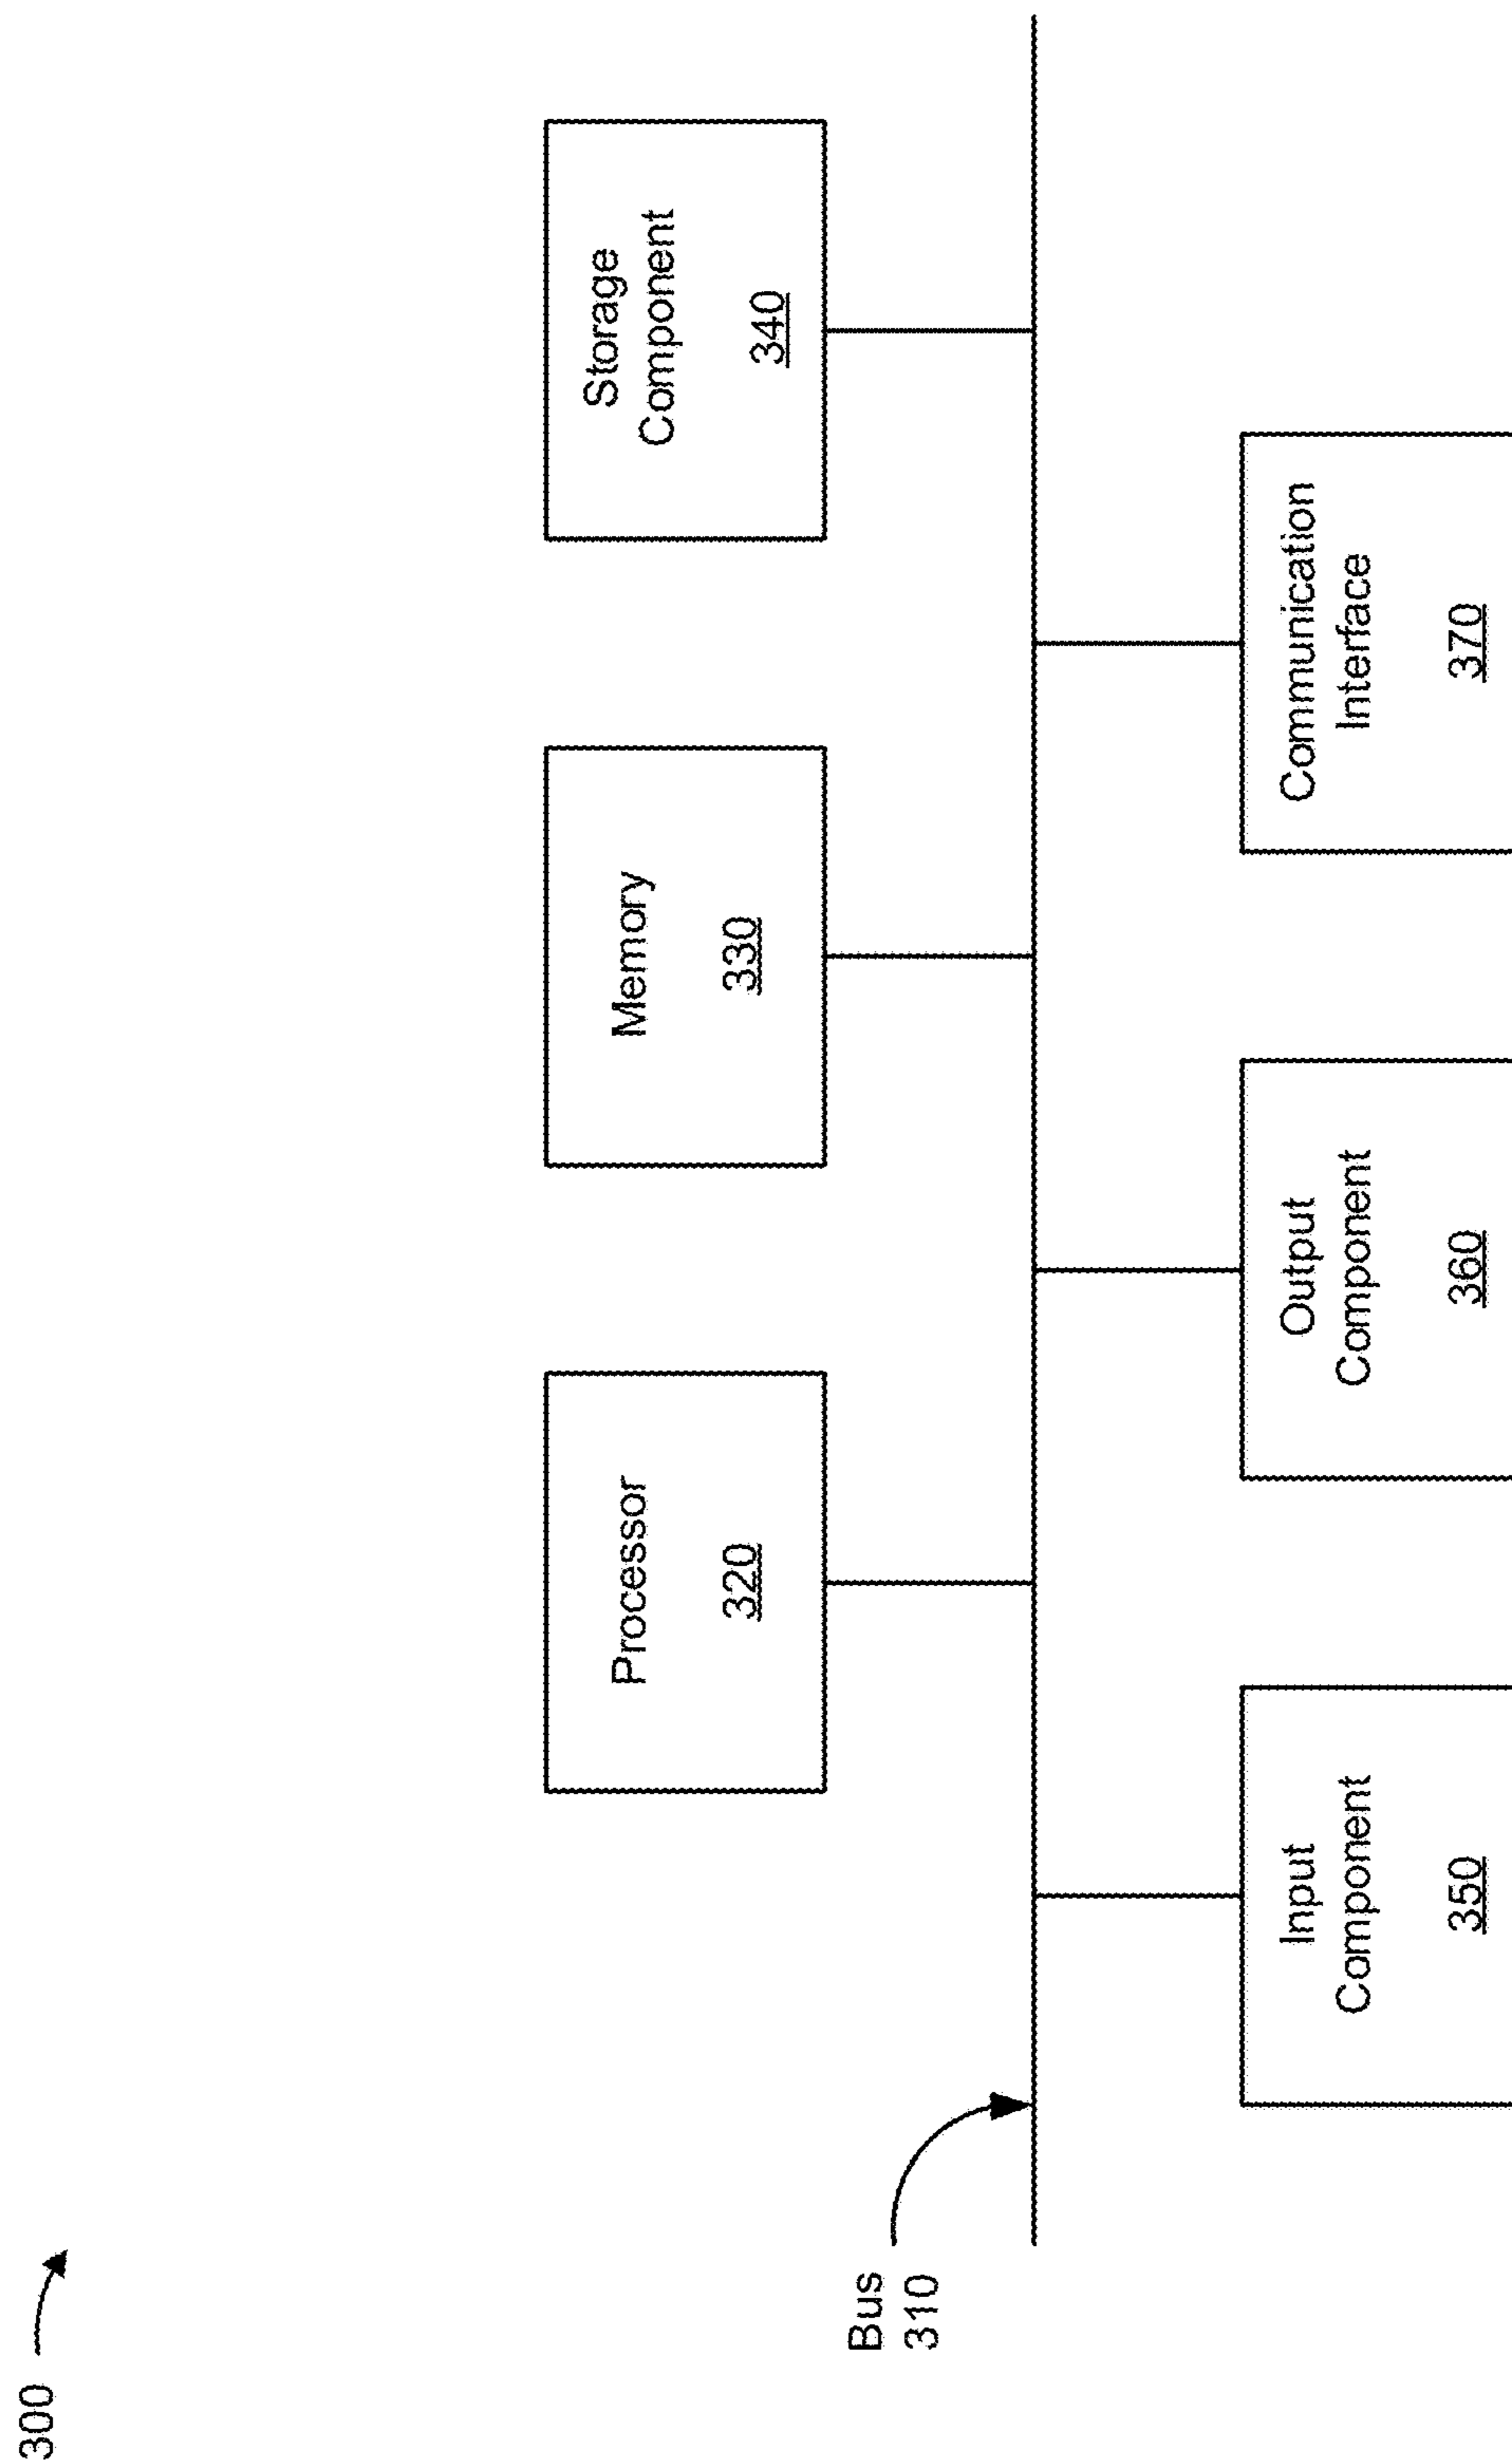 300
Processor
320
Memory
330
Storage
Component
340
Bus
310
Input
Component
350
Output
Component
360
Communication
Interface
370